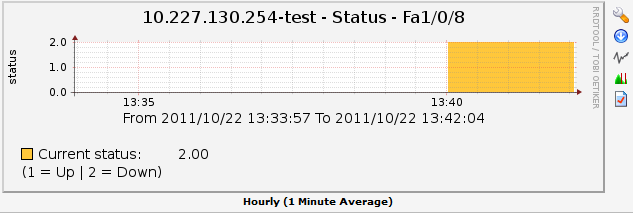 10.227.130.254-test - Status - Fa1/0/8
RRDTOOL / TOBI OETIKER
status
2.0
1.0
0.0
13:35 13:40
From 2011/10/22 13:33:57 To 2011/10/22 13:42:04
Current status: 2.00
(1 = Up | 2 = Down)
Hourly (1 Minute Average)